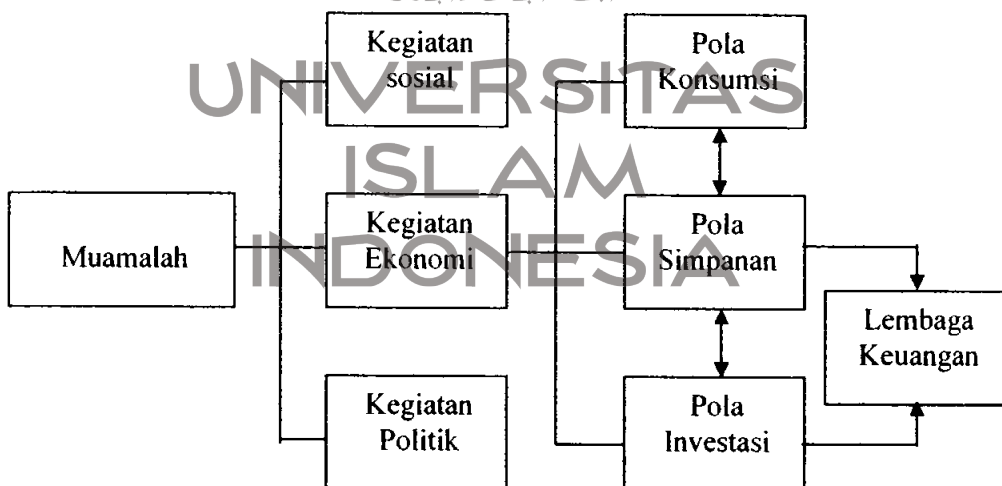 UNIVERSITAS
ISLAM
INDONESIA
Muamalah
Kegiatan
sosial
Kegiatan
Ekonomi
Kegiatan
Politik
Pola
Konsumsi
Pola
Simpanan
Pola
Investasi
Lembaga
Keuangan